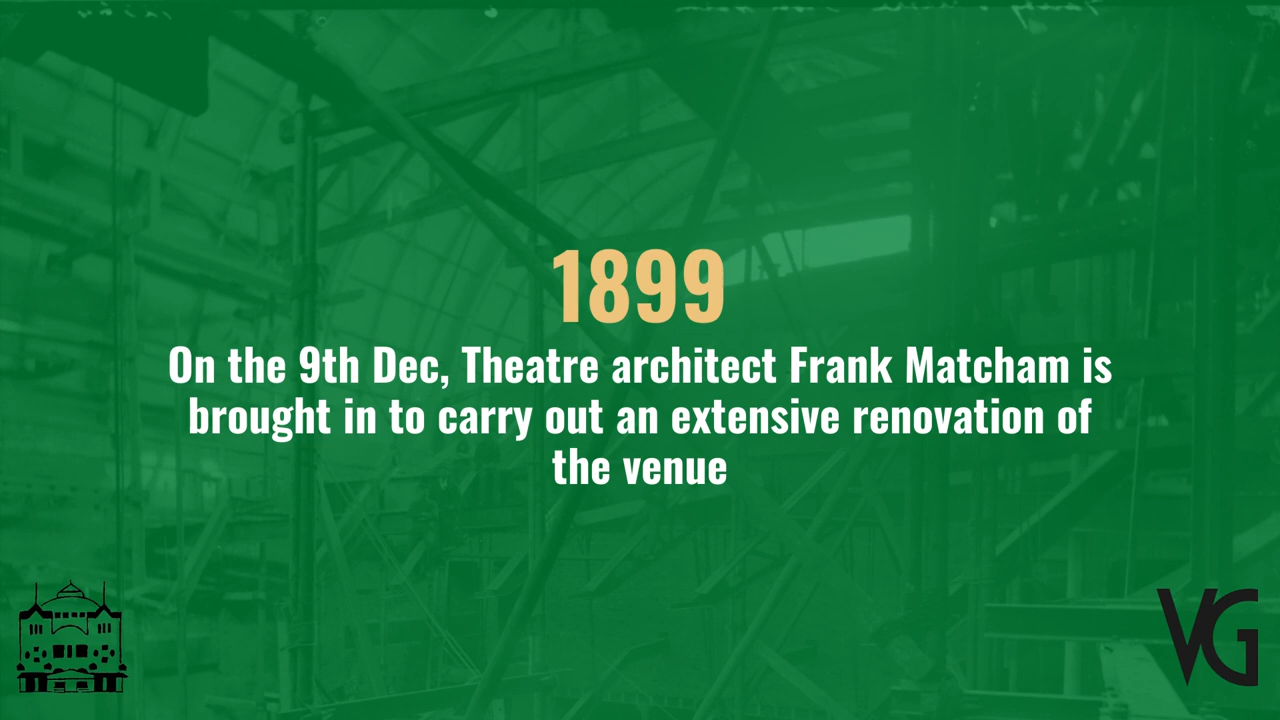 1899
On the 9th Dec, Theatre architect Frank Matcham is
brought in to carry out an extensive renovation of
the venue
VG